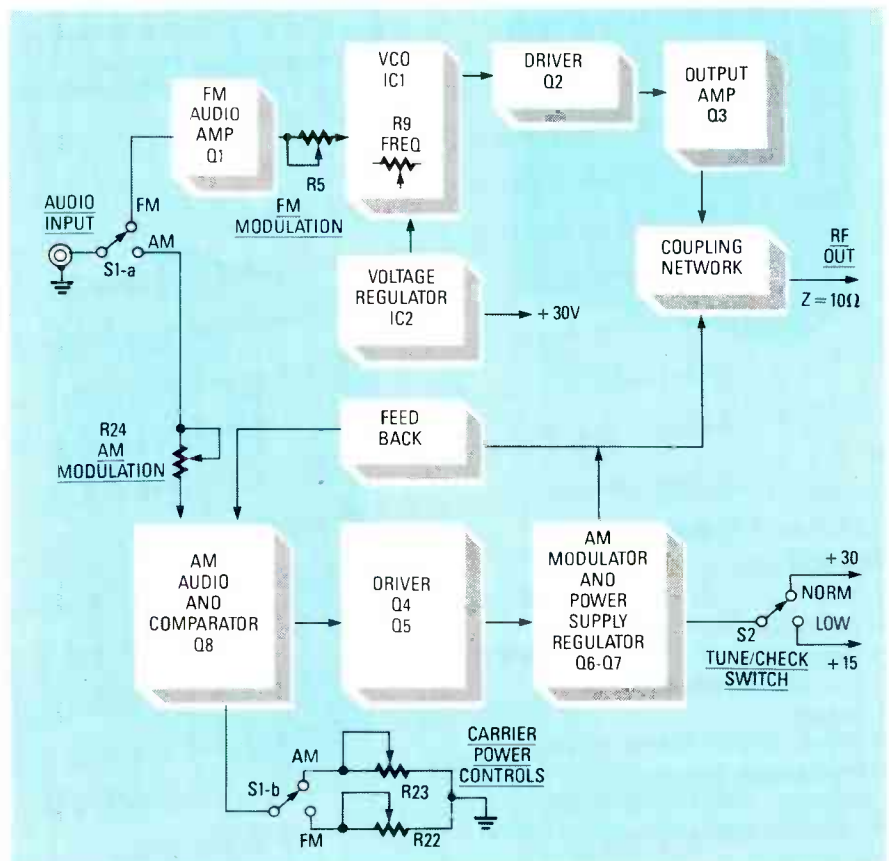 VCO
IC1
R9
FREQ
DRIVER
Q2
OUTPUT
AMP
Q3
FM
AUDIO
AMP
Q1
R5
FM
MODULATION
AUDIO
INPUT
FM
AM
S1-a
VOLTAGE
REGULATOR
IC2
+30V
COUPLING
NETWORK
RF
OUT
Z=10Ω
R24
AM
MODULATION
FEED
BACK
AM
AUDIO
AND
COMPARATOR
Q8
DRIVER
Q4
Q5
AM
MODULATOR
AND
POWER
SUPPLY
REGULATOR
Q6-Q7
+30
NORM
S2
LOW
+15
TUNE/CHECK
SWITCH
S1-b
AM
FM
R23
R22
CARRIER
POWER
CONTROLS